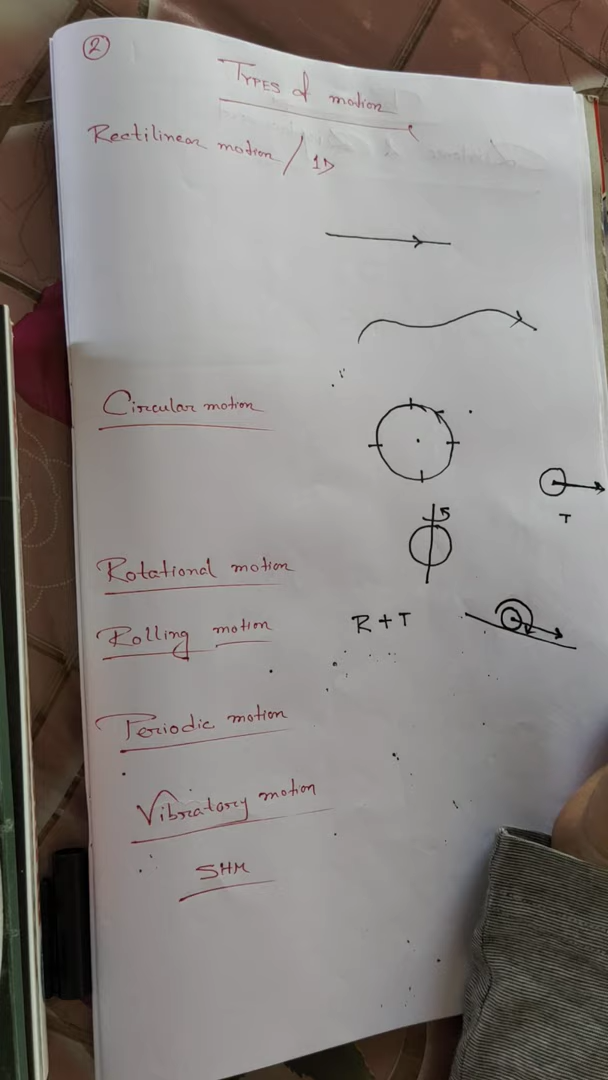 2
TYPES of motion
Rectilinear motion / 1D
Circular motion
T
Rotational motion
Rolling motion R + T
Periodic motion
Vibratory motion
SHM